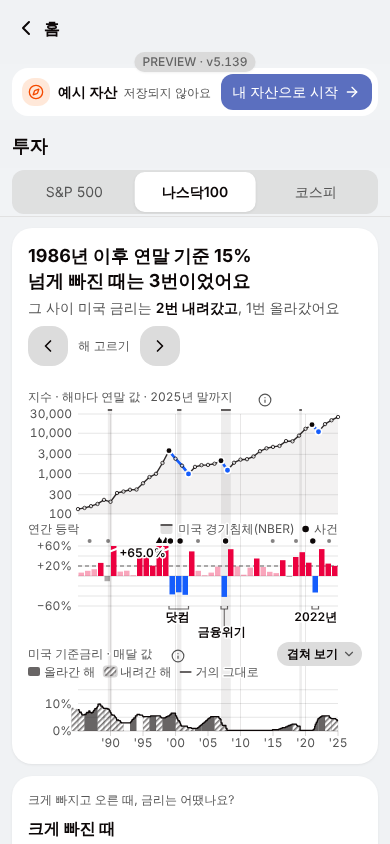 홈
PREVIEW · v5.139
예시 자산 저장되지 않아요 내 자산으로 시작 →
투자
S&P 500 나스닥100 코스피
1986년 이후 연말 기준 15%
넘게 빠진 때는 3번이었어요
그 사이 미국 금리는 2번 내려갔고, 1번 올라갔어요
해 고르기
지수 · 해마다 연말 값 · 2025년 말까지
30,000
10,000
3,000
1,000
300
100
연간 등락 미국 경기침체(NBER) 사건
+60%
+65.0%
+20%
−60%
닷컴 2022년
금융위기
미국 기준금리 · 매달 값 겹쳐 보기
올라간 해 내려간 해 거의 그대로
10%
0%
'90 '95 '00 '05 '10 '15 '20 '25
크게 빠지고 오른 때, 금리는 어땠나요?
크게 빠진 때